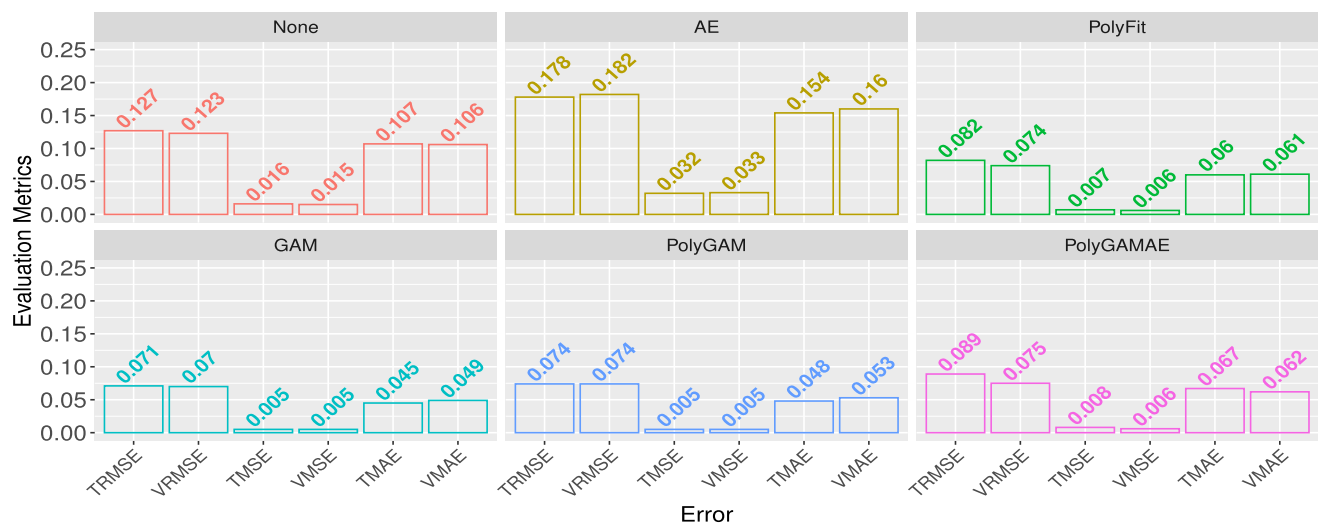 None AE PolyFit
Evaluation Metrics
0.25
0.20
0.15
0.10
0.05
0.00
0.127 0.123 0.016 0.015 0.107 0.106
0.178 0.182 0.032 0.033 0.154 0.16
0.082 0.074 0.007 0.006 0.06 0.061
GAM PolyGAM PolyGAMAE
0.25
0.20
0.15
0.10
0.05
0.00
0.071 0.07 0.005 0.005 0.045 0.049
0.074 0.074 0.005 0.005 0.048 0.053
0.089 0.075 0.008 0.006 0.067 0.062
TRMSE VRMSE TMSE VMSE TMAE VMAE
TRMSE VRMSE TMSE VMSE TMAE VMAE
TRMSE VRMSE TMSE VMSE TMAE VMAE
Error